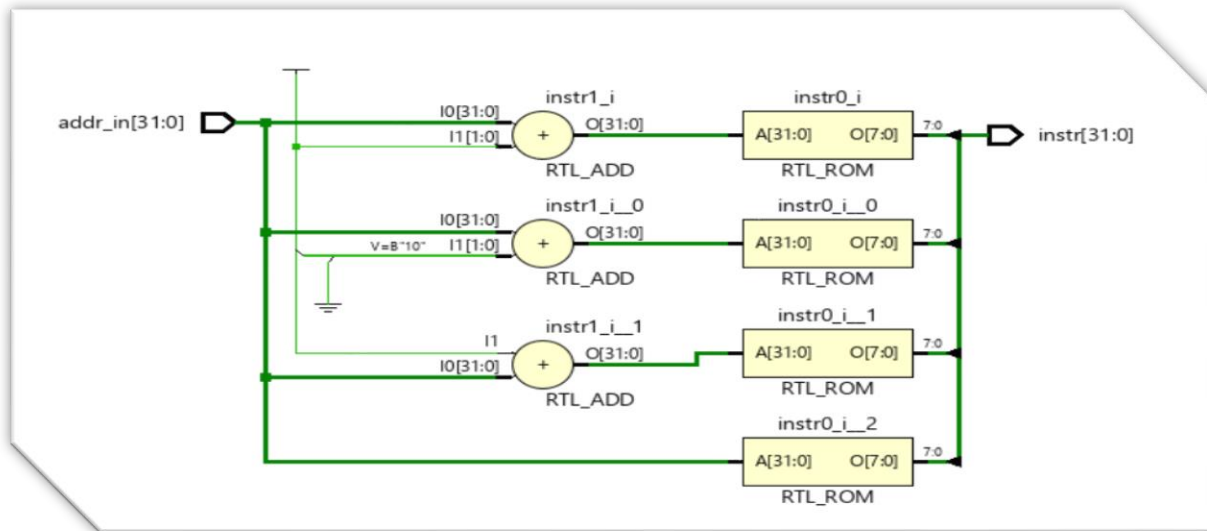 addr_in[31:0]
I0[31:0]
I1[1:0]
instr1_i
+
O[31:0]
RTL_ADD
instr0_i
A[31:0] O[7:0]
RTL_ROM
7:0
instr[31:0]
I0[31:0]
V=B"10" I1[1:0]
instr1_i__0
+
O[31:0]
RTL_ADD
instr0_i__0
A[31:0] O[7:0]
RTL_ROM
7:0
I1
I0[31:0]
instr1_i__1
+
O[31:0]
RTL_ADD
instr0_i__1
A[31:0] O[7:0]
RTL_ROM
7:0
instr0_i__2
A[31:0] O[7:0]
RTL_ROM
7:0